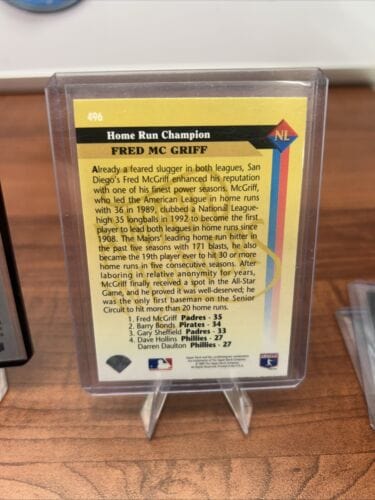 496
Home Run Champion
NL
FRED MC GRIFF
Already a feared slugger in both leagues, San
Diego's Fred McGriff enhanced his reputation
with one of his finest power seasons. McGriff,
who led the American League in home runs
with 36 in 1989, clubbed a National League-
high 35 longballs in 1992 to become the first
player to lead both leagues in home runs since
1908. The Majors' leading home run hitter in
the past five seasons with 171 blasts, he also
became the 19th player ever to hit 30 or more
home runs in five consecutive seasons. After
laboring in relative anonymity for years,
McGriff finally received a spot in the All-Star
Game, and he proved it was well-deserved; he
was the only first baseman on the Senior
Circuit to hit more than 20 home runs.
1. Fred McGriff Padres - 35
2. Barry Bonds Pirates - 34
3. Gary Sheffield Padres - 33
4. Dave Hollins Phillies - 27
Darren Daulton Phillies - 27